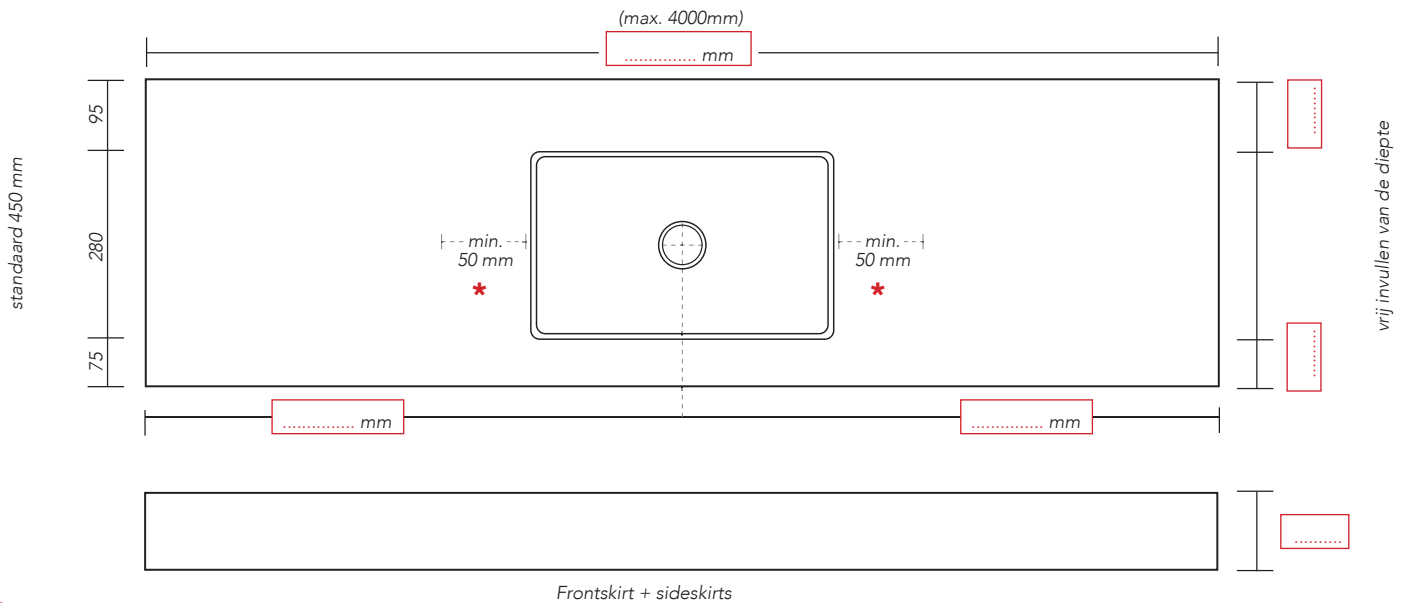 (max. 4000mm)
............... mm
95
280
75
standaard 450 mm
min.
50 mm
*
min.
50 mm
*
..........
vrij invullen van de diepte
..........
............... mm
............... mm
..........
Frontskirt + sideskirts